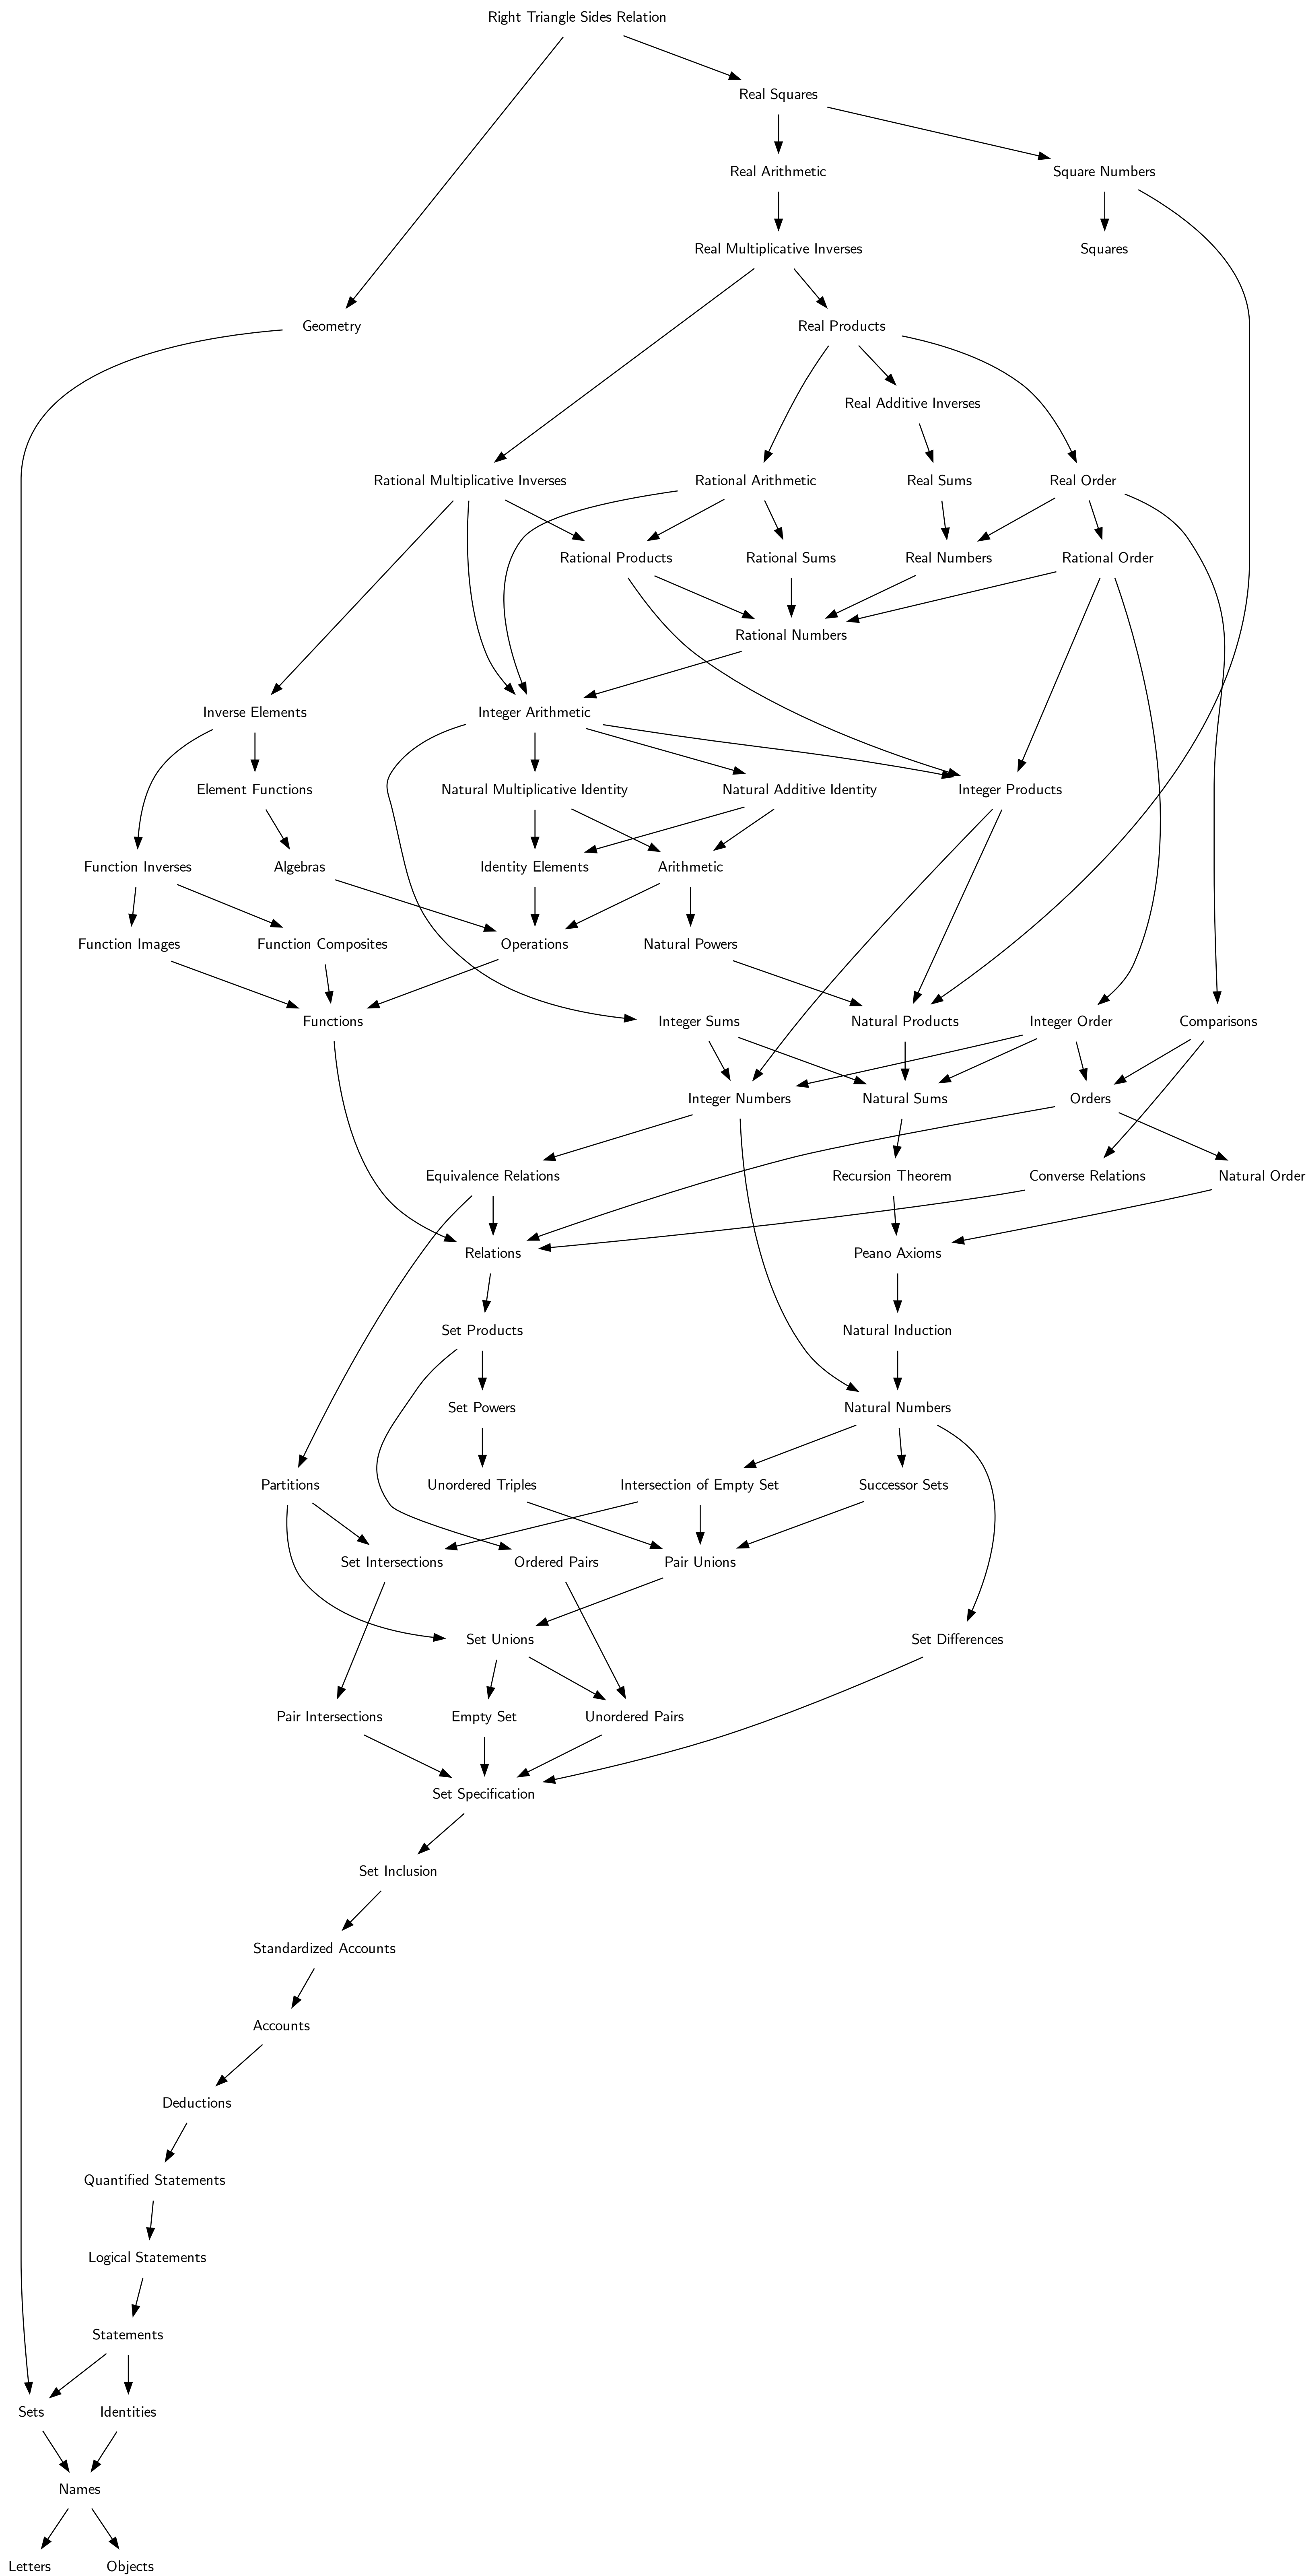 Right Triangle Sides Relation
Real Squares
Real Arithmetic
Square Numbers
Real Multiplicative Inverses
Squares
Geometry
Real Products
Real Additive Inverses
Rational Multiplicative Inverses
Rational Arithmetic
Real Sums
Real Order
Rational Products
Rational Sums
Real Numbers
Rational Order
Rational Numbers
Inverse Elements
Integer Arithmetic
Element Functions
Natural Multiplicative Identity
Natural Additive Identity
Integer Products
Function Inverses
Algebras
Identity Elements
Arithmetic
Function Images
Function Composites
Operations
Natural Powers
Functions
Integer Sums
Natural Products
Integer Order
Comparisons
Integer Numbers
Natural Sums
Orders
Equivalence Relations
Recursion Theorem
Converse Relations
Natural Order
Relations
Peano Axioms
Set Products
Natural Induction
Set Powers
Natural Numbers
Partitions
Unordered Triples
Intersection of Empty Set
Successor Sets
Set Intersections
Ordered Pairs
Pair Unions
Set Unions
Set Differences
Pair Intersections
Empty Set
Unordered Pairs
Set Specification
Set Inclusion
Standardized Accounts
Accounts
Deductions
Quantified Statements
Logical Statements
Statements
Sets
Identities
Names
Letters
Objects